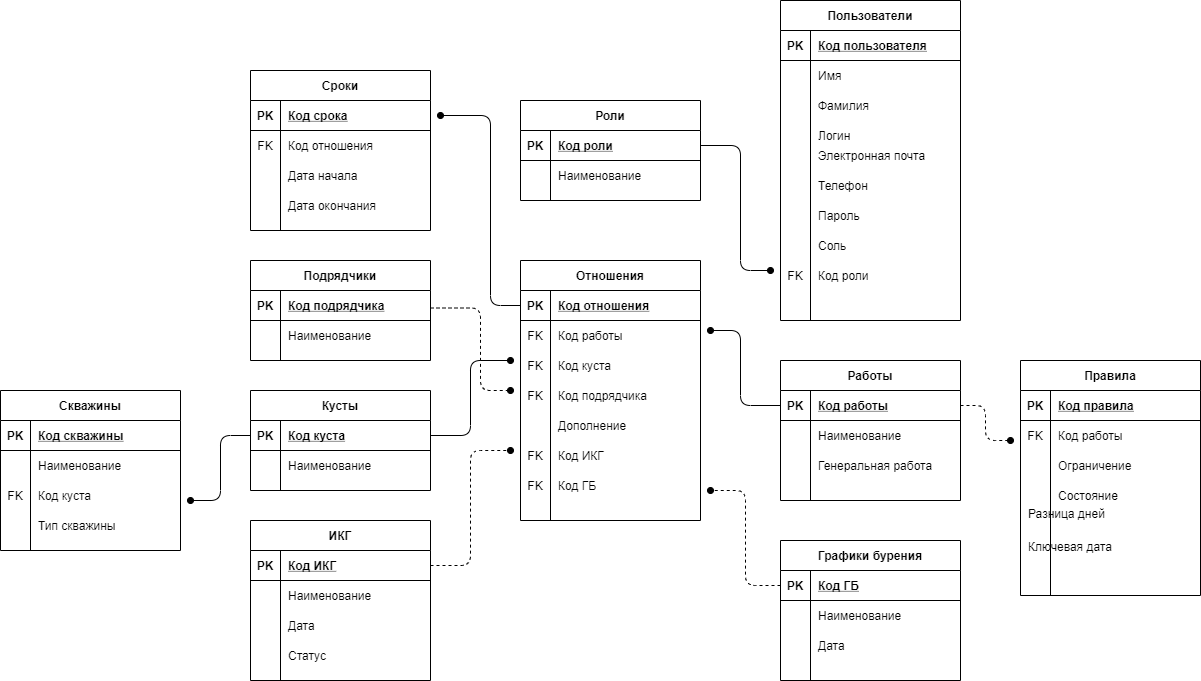 Пользователи
PK Код пользователя
Имя
Фамилия
Логин
Электронная почта
Телефон
Пароль
Соль
FK Код роли
Сроки
PK Код срока
FK Код отношения
Дата начала
Дата окончания
Роли
PK Код роли
Наименование
Подрядчики
PK Код подрядчика
Наименование
Отношения
PK Код отношения
FK Код работы
FK Код куста
FK Код подрядчика
Дополнение
FK Код ИКГ
FK Код ГБ
Скважины
PK Код скважины
Наименование
FK Код куста
Тип скважины
Кусты
PK Код куста
Наименование
Работы
PK Код работы
Наименование
Генеральная работа
Правила
PK Код правила
FK Код работы
Ограничение
Состояние
Разница дней
Ключевая дата
ИКГ
PK Код ИКГ
Наименование
Дата
Статус
Графики бурения
PK Код ГБ
Наименование
Дата